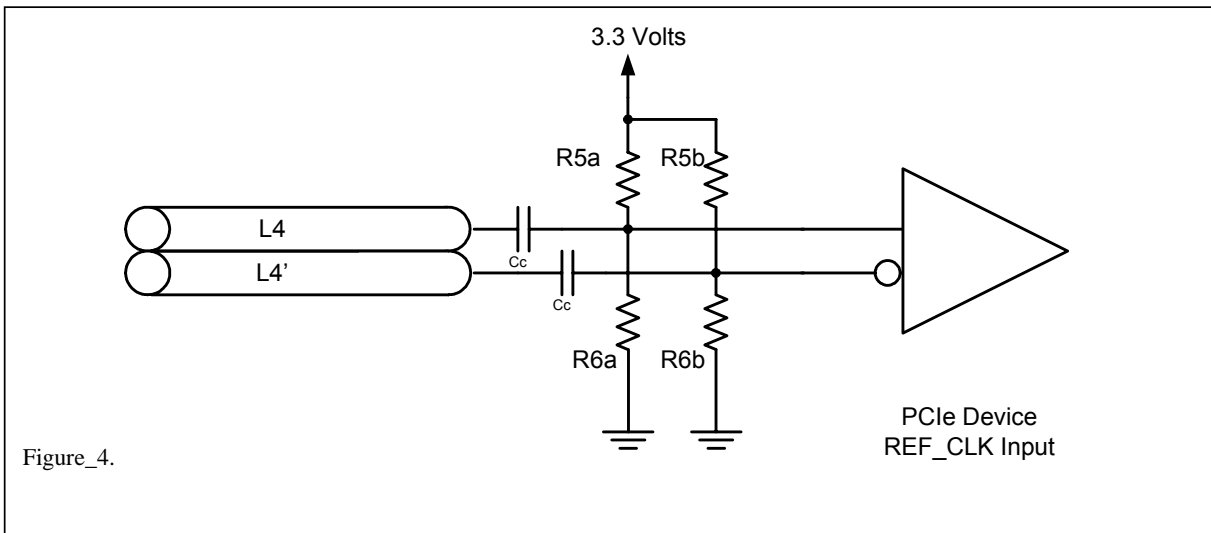 3.3 Volts
R5a
R5b
L4
Cc
L4’
Cc
R6a
R6b
PCIe Device
REF_CLK Input
Figure_4.